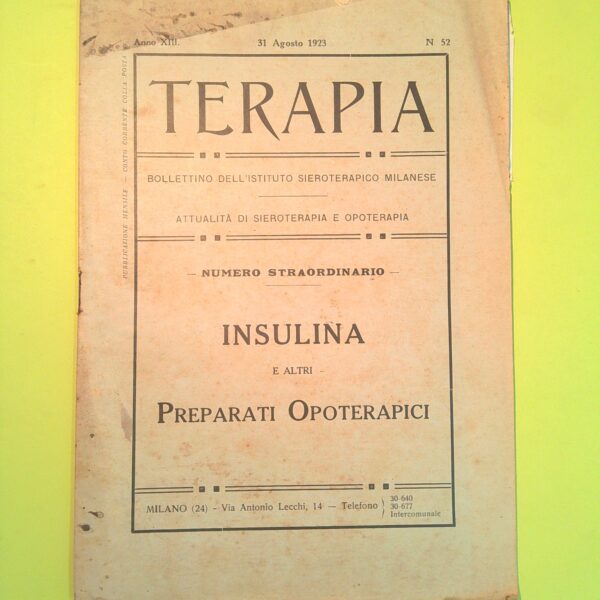 Anno XIII. 31 Agosto 1923 N. 52
PUBBLICAZIONE MENSILE — CONTO CORRENTE COLLA POSTA
TERAPIA
BOLLETTINO DELL'ISTITUTO SIEROTERAPICO MILANESE
ATTUALITÀ DI SIEROTERAPIA E OPOTERAPIA
— NUMERO STRAORDINARIO —
INSULINA
E ALTRI —
PREPARATI OPOTERAPICI
MILANO (24) - Via Antonio Lecchi, 14 — Telefono
30-640
30-677
Intercomunale